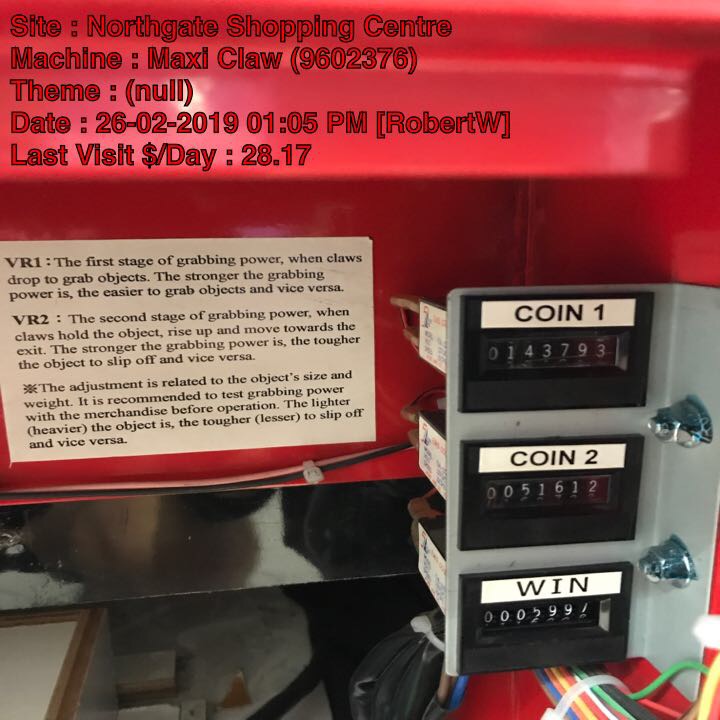 Site : Northgate Shopping Centre
Machine : Maxi Claw (9602376)
Theme : (null)
Date : 26-02-2019 01:05 PM [RobertW]
Last Visit $/Day : 28.17
VR1 : The first stage of grabbing power, when claws
drop to grab objects. The stronger the grabbing
power is, the easier to grab objects and vice versa.
VR2 : The second stage of grabbing power, when
claws hold the object, rise up and move towards the
exit. The stronger the grabbing power is, the tougher
the object to slip off and vice versa.
※The adjustment is related to the object's size and
weight. It is recommended to test grabbing power
with the merchandise before operation. The lighter
(heavier) the object is, the tougher (lesser) to slip off
and vice versa.
COIN 1
0143793
COIN 2
0051612
WIN
0005997